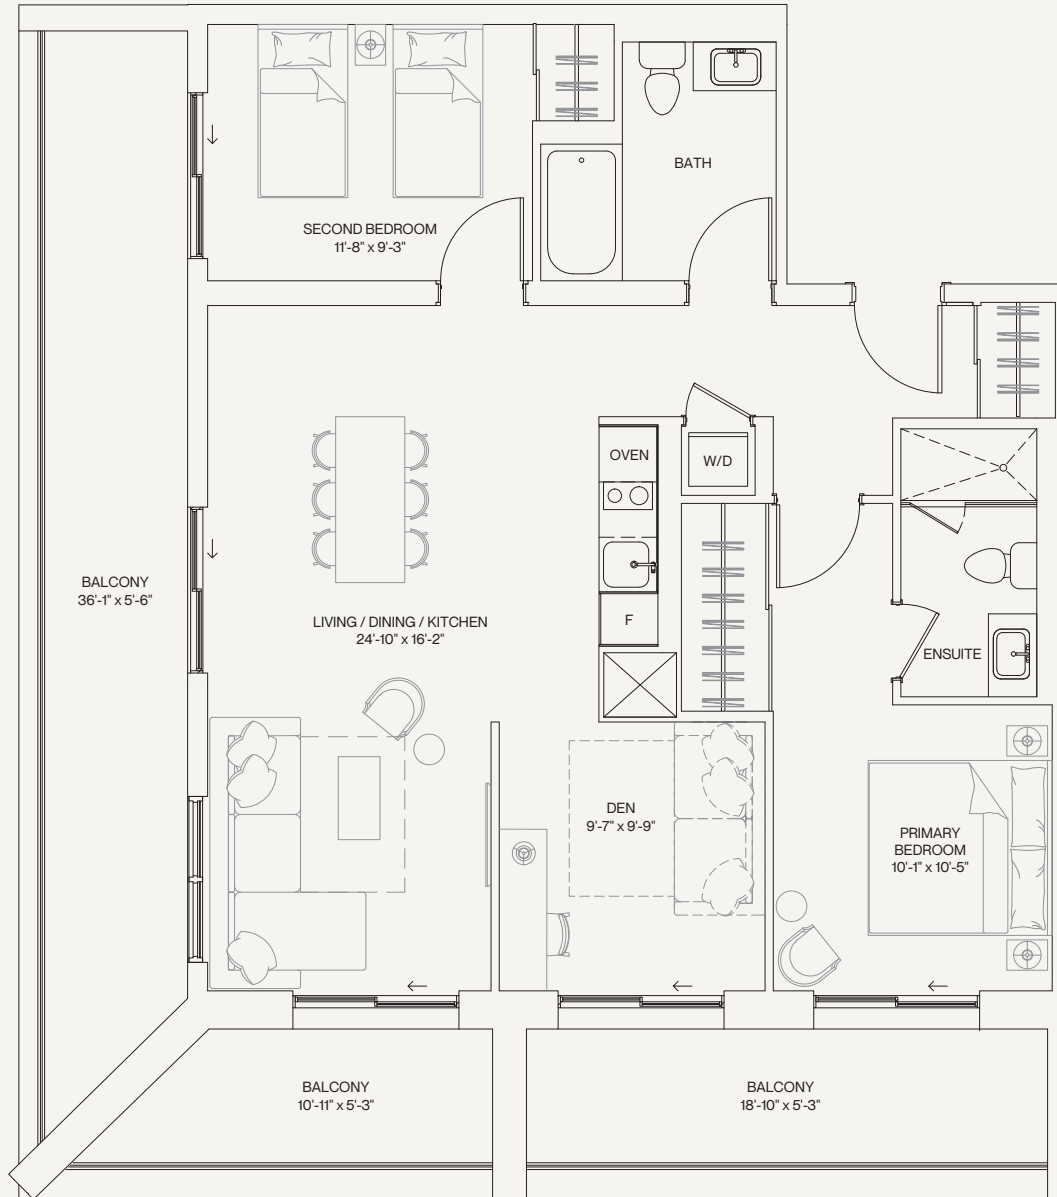 BATH
SECOND BEDROOM
11'-8" x 9'-3"
OVEN
W/D
BALCONY
36'-1" x 5'-6"
LIVING / DINING / KITCHEN
24'-10" x 16'-2"
F
ENSUITE
DEN
9'-7" x 9'-9"
PRIMARY
BEDROOM
10'-1" x 10'-5"
BALCONY
10'-11" x 5'-3"
BALCONY
18'-10" x 5'-3"